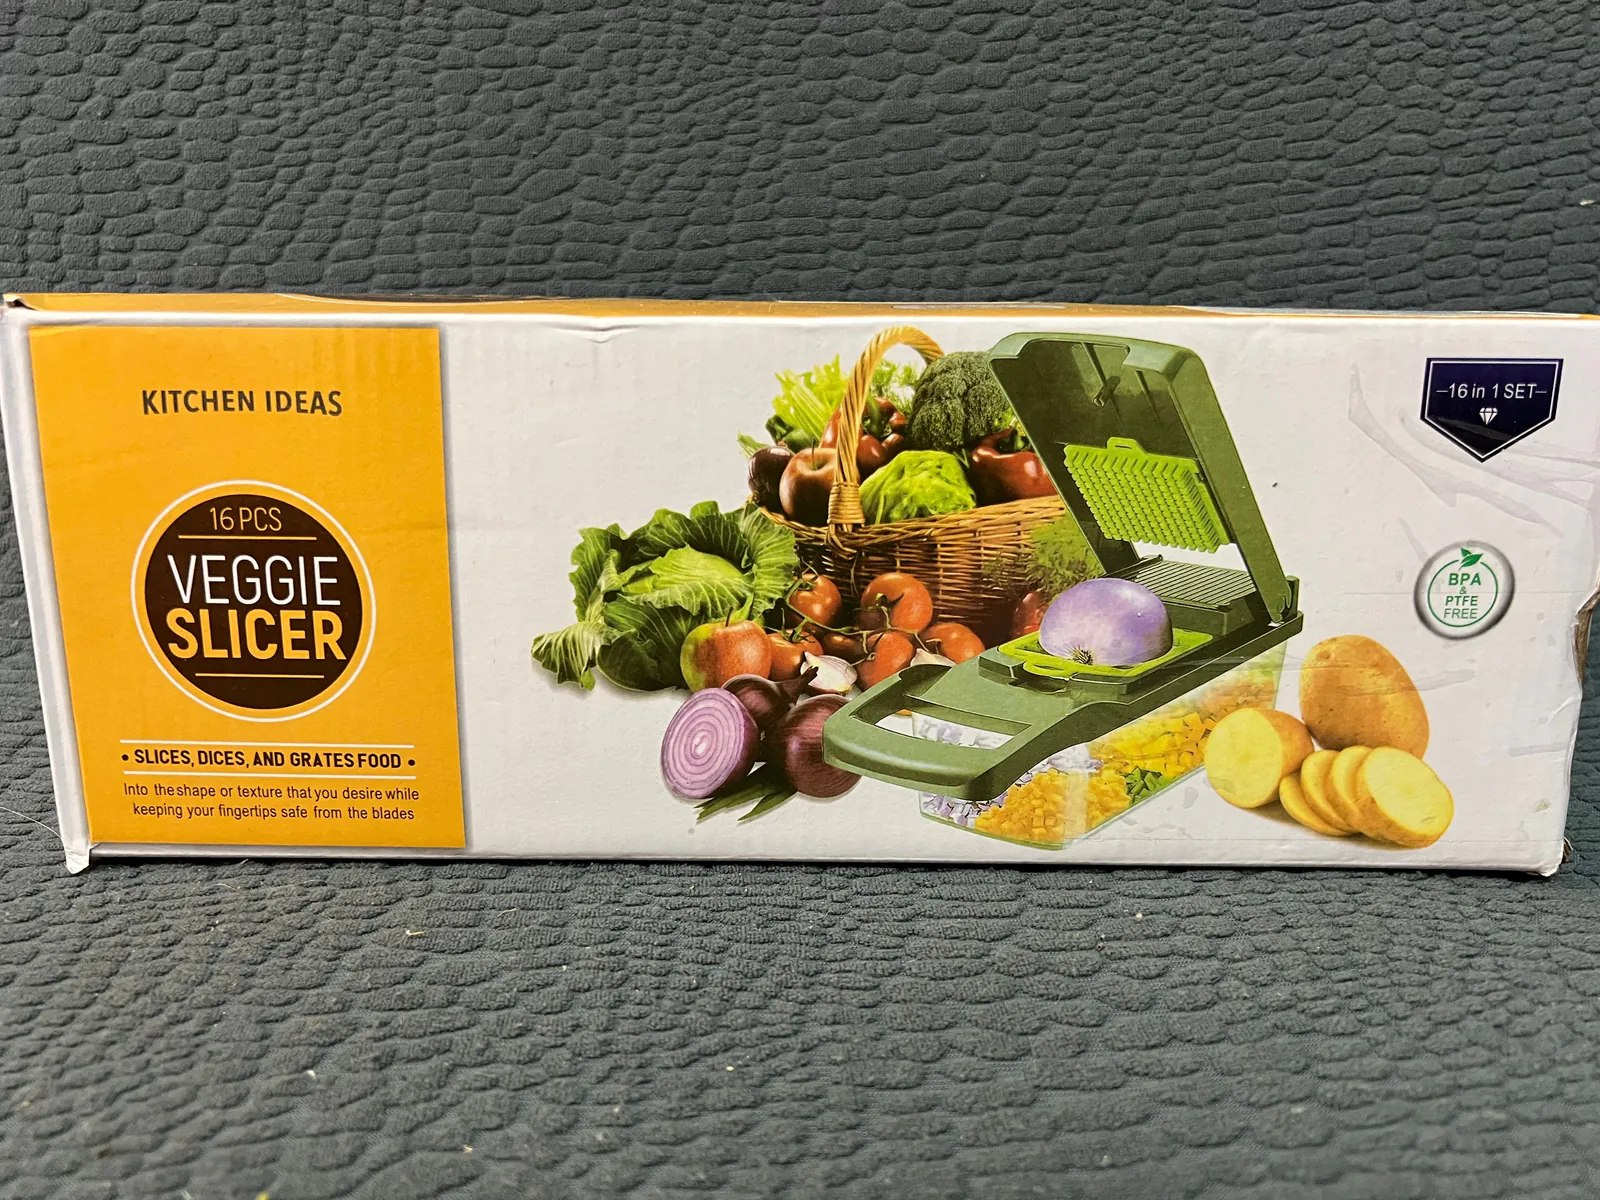 KITCHEN IDEAS
16 PCS
VEGGIE
SLICER
• SLICES, DICES, AND GRATES FOOD •
Into the shape or texture that you desire while
keeping your fingertips safe from the blades
16 in 1 SET
BPA
&
PTFE
FREE